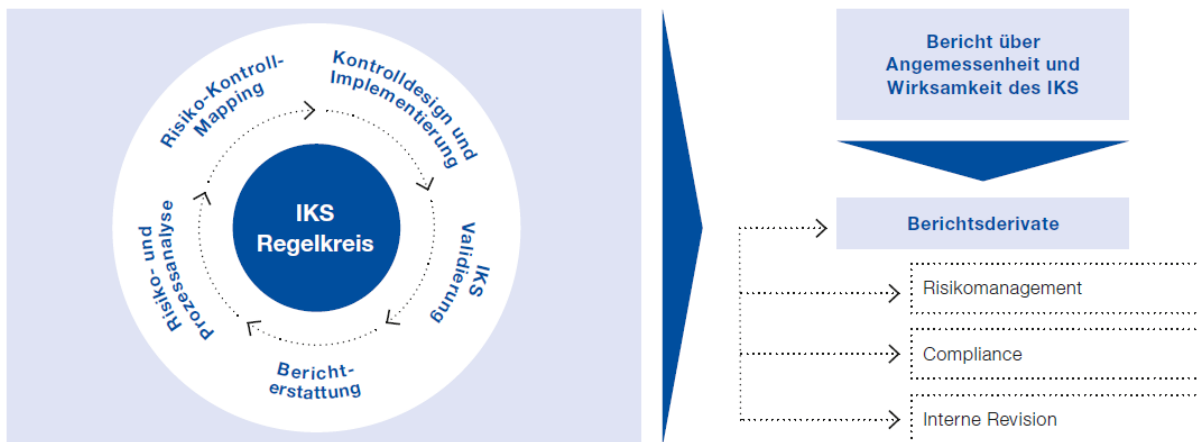 Risiko-Kontroll-
Mapping
Kontrolldesign und
Implementierung
IKS
Validierung
Bericht-
erstattung
Risiko- und
Prozessanalyse
IKS
Regelkreis
Bericht über
Angemessenheit und
Wirksamkeit des IKS
Berichtsderivate
Risikomanagement
Compliance
Interne Revision